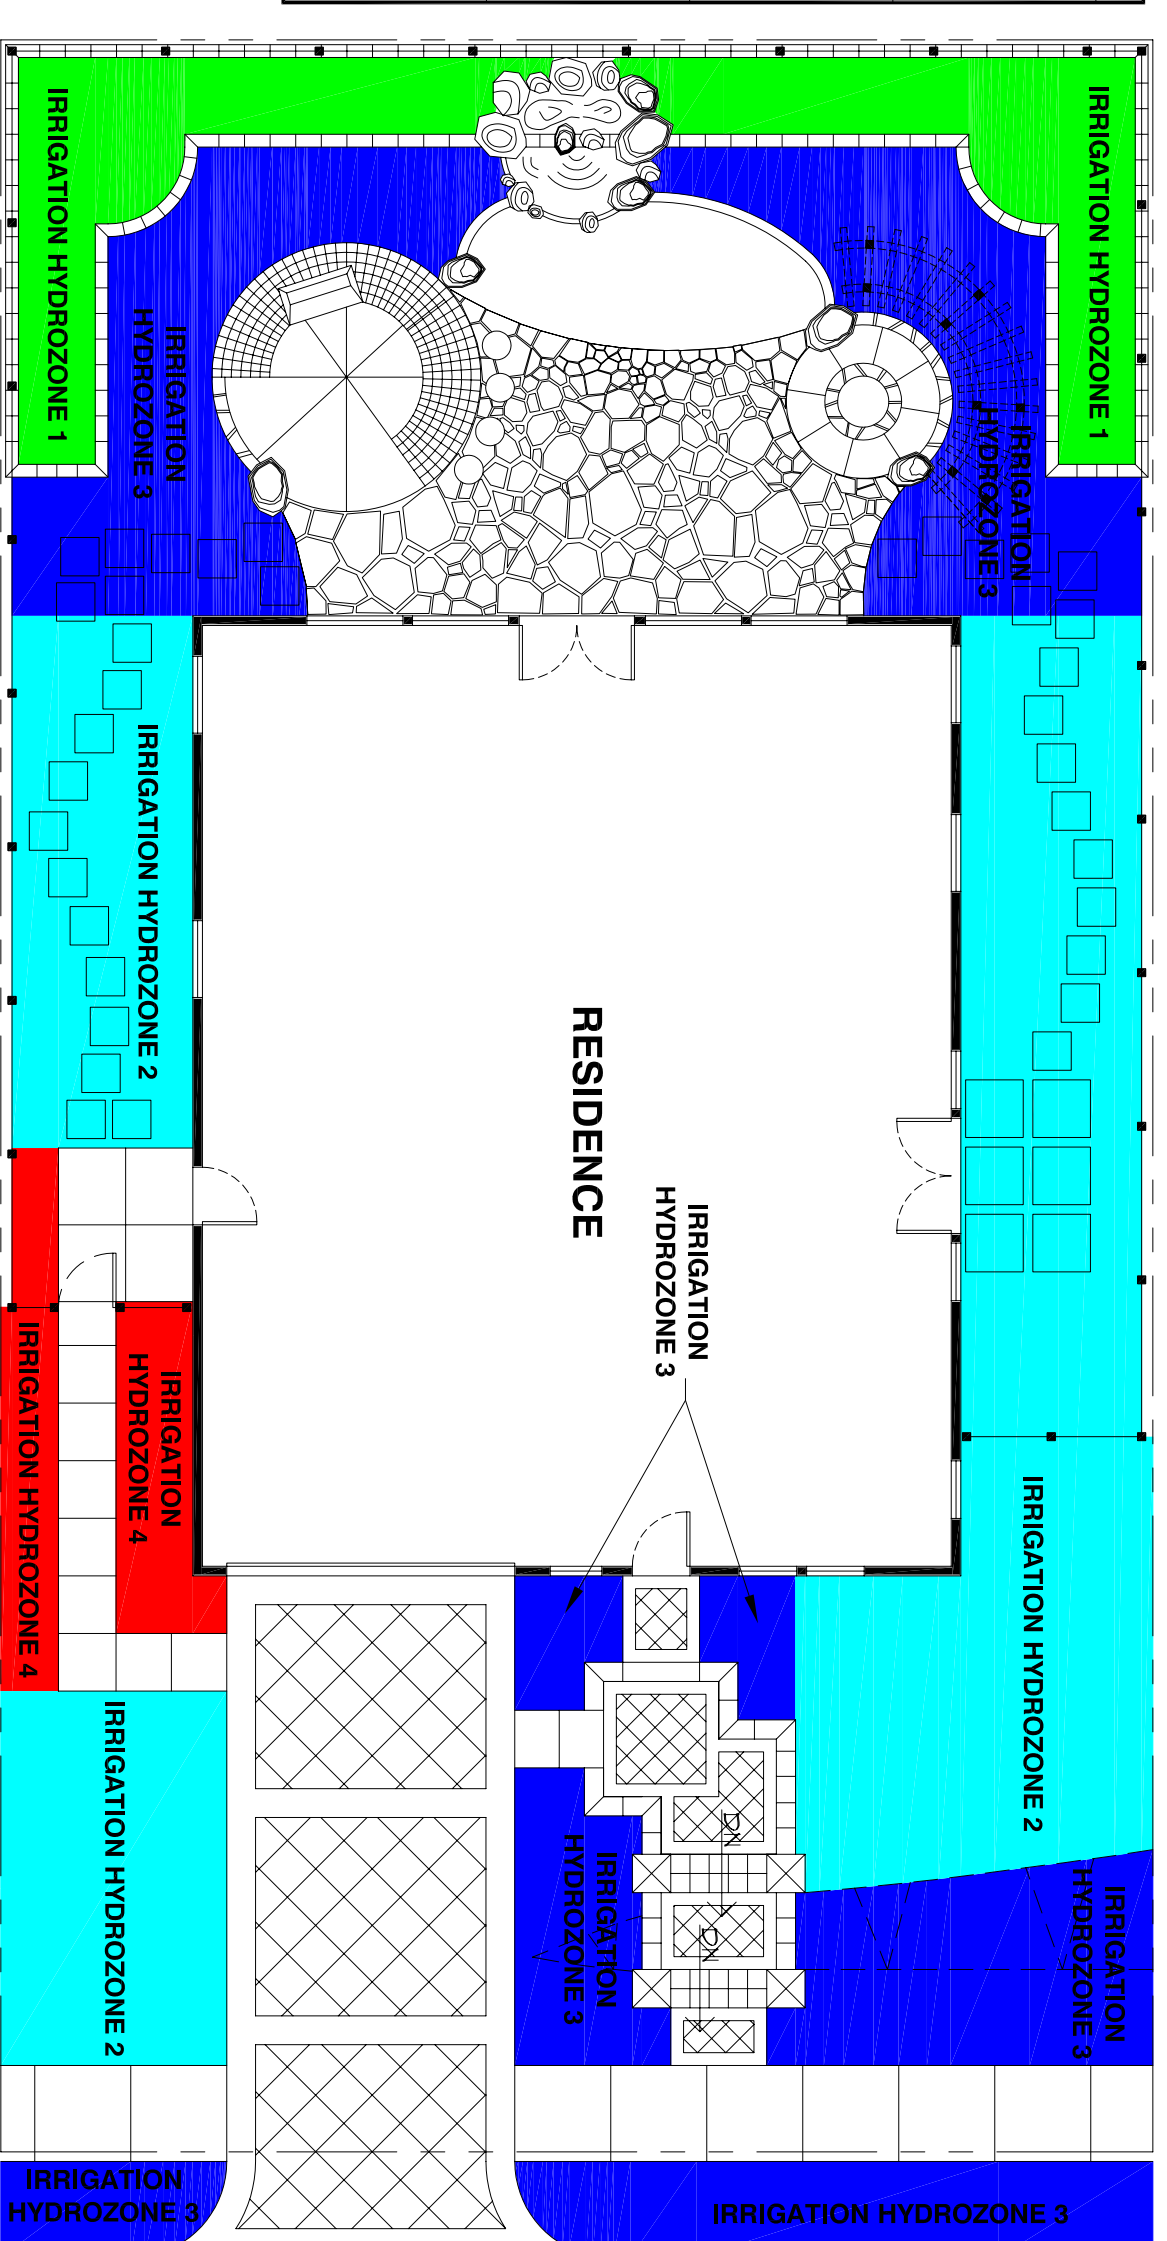 IRRIGATION HYDROZONE 1
IRRIGATION HYDROZONE 1
IRRIGATION
HYDROZONE 3
IRRIGATION
HYDROZONE 3
IRRIGATION HYDROZONE 2
RESIDENCE
IRRIGATION
HYDROZONE 3
IRRIGATION HYDROZONE 4
IRRIGATION
HYDROZONE 4
IRRIGATION HYDROZONE 2
IRRIGATION HYDROZONE 2
DN
IRRIGATION
HYDROZONE 3
DN
IRRIGATION
HYDROZONE 3
IRRIGATION
HYDROZONE 3
IRRIGATION HYDROZONE 3